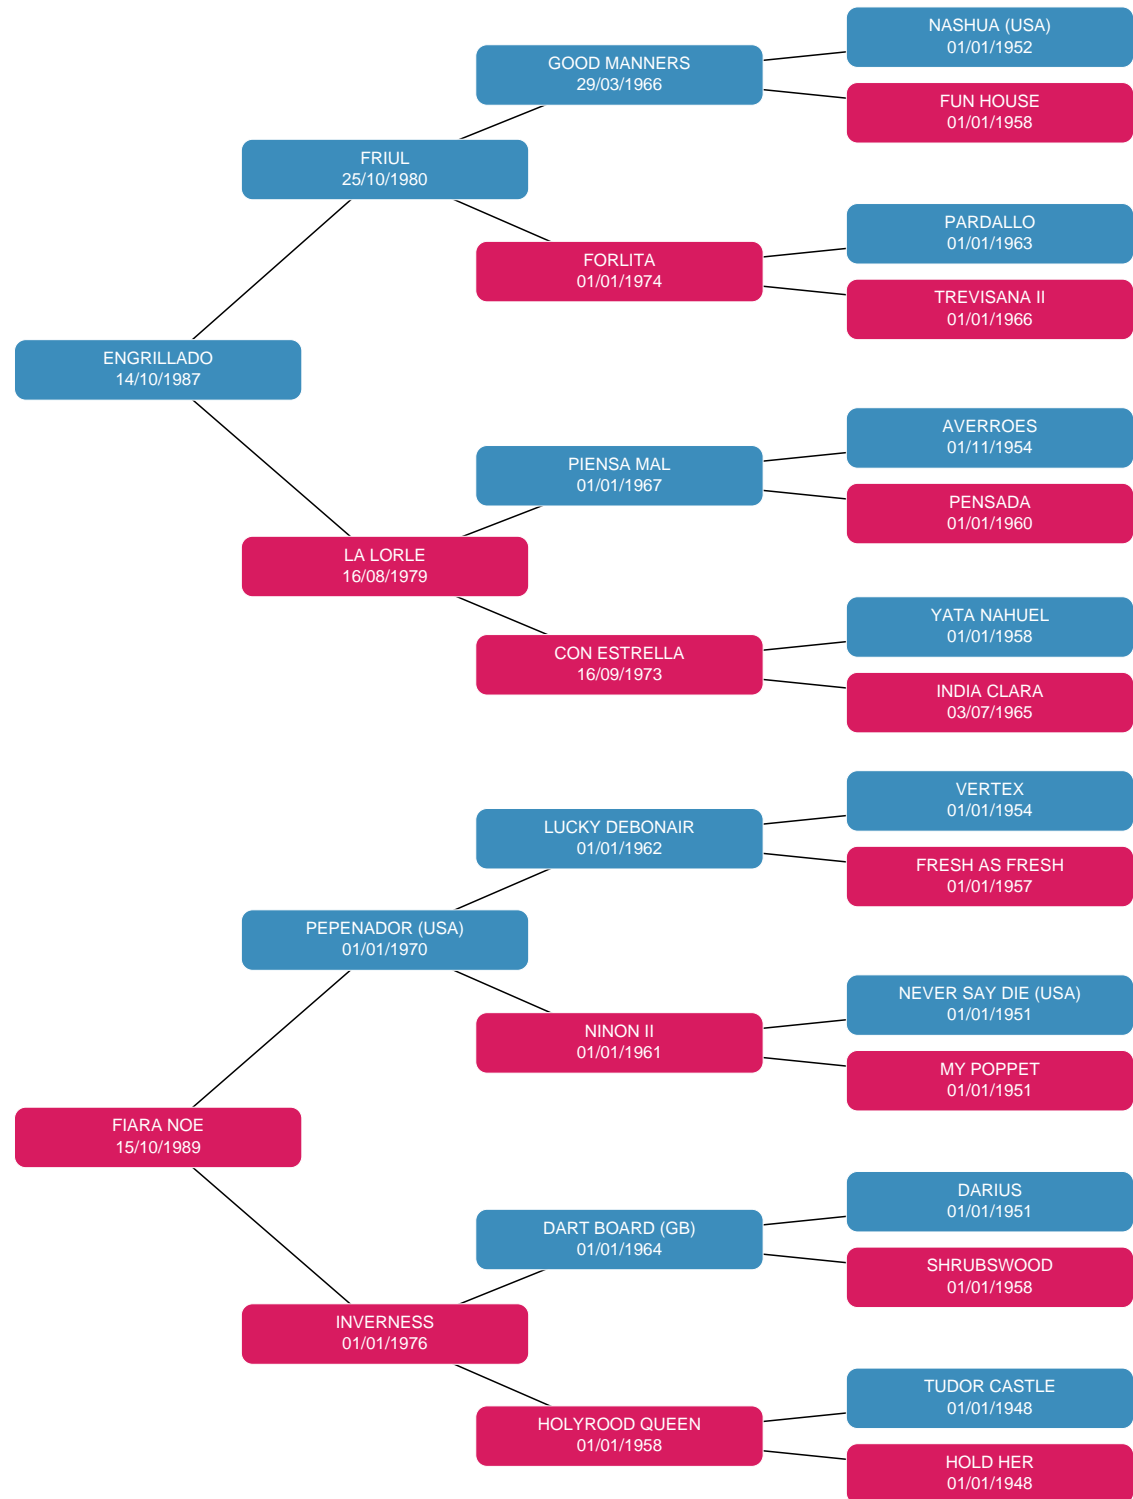 NASHUA (USA)
01/01/1952
GOOD MANNERS
29/03/1966
FUN HOUSE
01/01/1958
FRIUL
25/10/1980
PARDALLO
01/01/1963
FORLITA
01/01/1974
TREVISANA II
01/01/1966
ENGRILLADO
14/10/1987
AVERROES
01/11/1954
PIENSA MAL
01/01/1967
PENSADA
01/01/1960
LA LORLE
16/08/1979
YATA NAHUEL
01/01/1958
CON ESTRELLA
16/09/1973
INDIA CLARA
03/07/1965
VERTEX
01/01/1954
LUCKY DEBONAIR
01/01/1962
FRESH AS FRESH
01/01/1957
PEPENADOR (USA)
01/01/1970
NEVER SAY DIE (USA)
01/01/1951
NINON II
01/01/1961
MY POPPET
01/01/1951
FIARA NOE
15/10/1989
DARIUS
01/01/1951
DART BOARD (GB)
01/01/1964
SHRUBSWOOD
01/01/1958
INVERNESS
01/01/1976
TUDOR CASTLE
01/01/1948
HOLYROOD QUEEN
01/01/1958
HOLD HER
01/01/1948